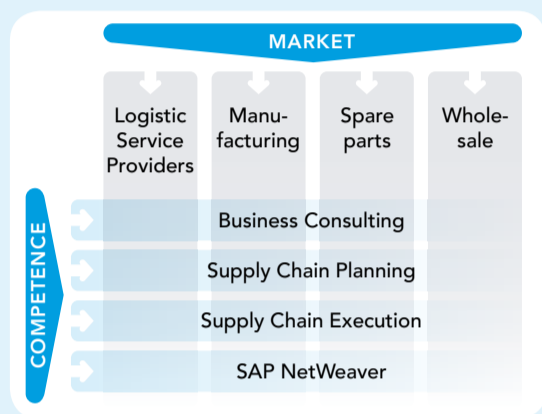 MARKET
Logistic
Service
Providers
Manu-
facturing
Spare
parts
Whole-
sale
COMPETENCE
Business Consulting
Supply Chain Planning
Supply Chain Execution
SAP NetWeaver